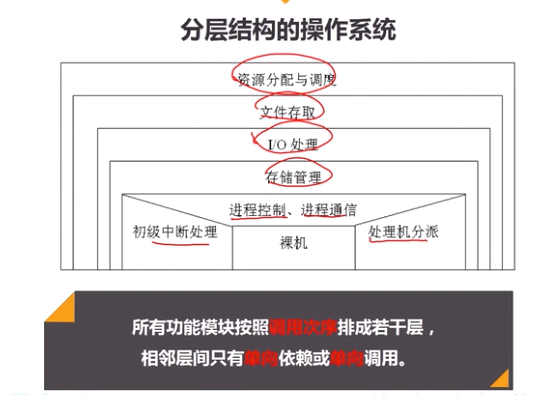 分层结构的操作系统
资源分配与调度
文件存取
I/O 处理
存储管理
进程控制、进程通信
初级中断处理
裸机
处理机分派
所有功能模块按照调用次序排成若干层，
相邻层间只有单向依赖或单向调用。